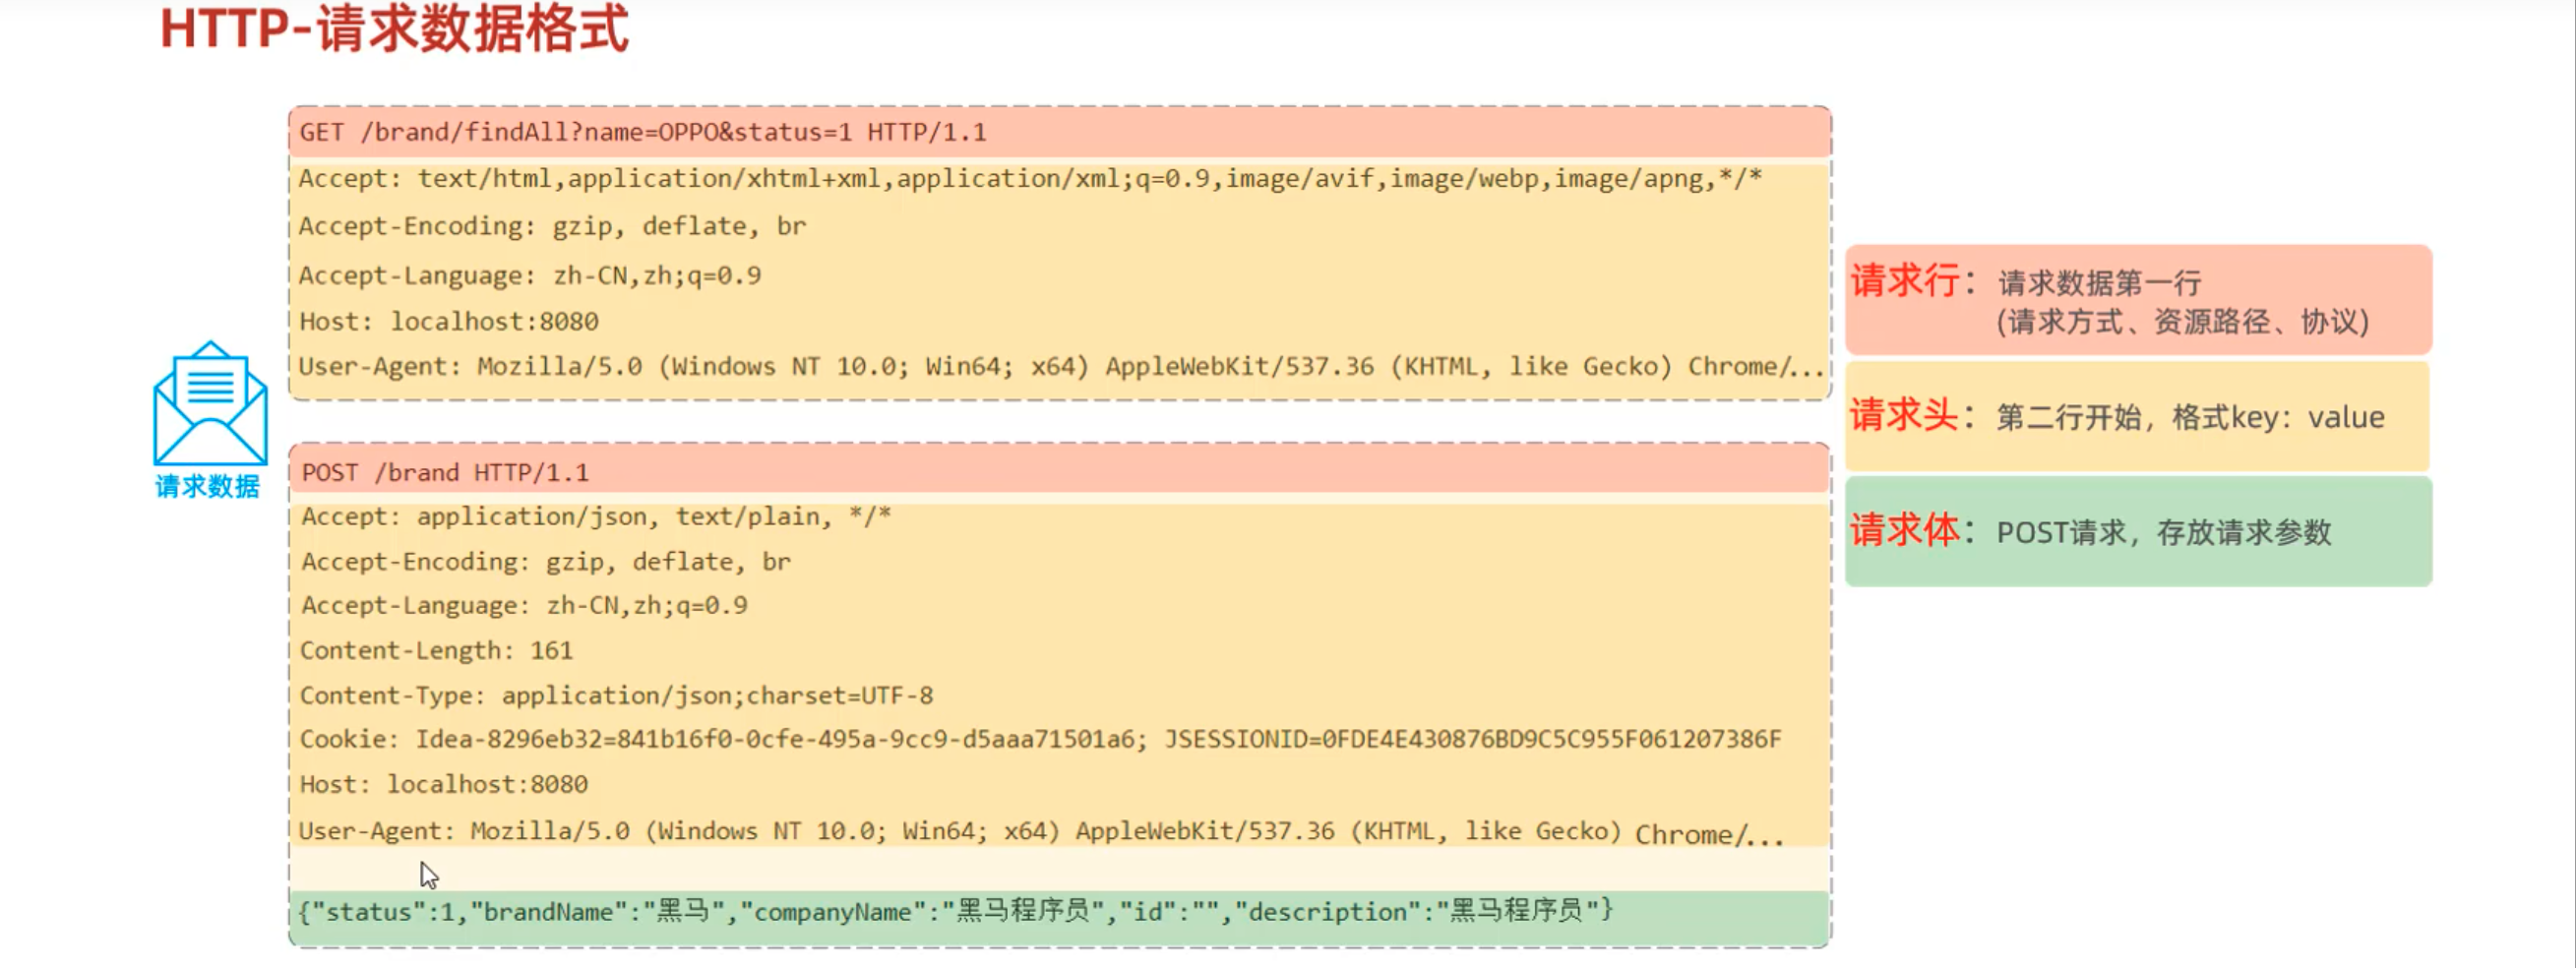 HTTP-请求数据格式
GET /brand/findAll?name=OPPO&status=1 HTTP/1.1
Accept: text/html,application/xhtml+xml,application/xml;q=0.9,image/avif,image/webp,image/apng,*/*
Accept-Encoding: gzip, deflate, br
Accept-Language: zh-CN,zh;q=0.9
Host: localhost:8080
User-Agent: Mozilla/5.0 (Windows NT 10.0; Win64; x64) AppleWebKit/537.36 (KHTML, like Gecko) Chrome/...
请求数据
POST /brand HTTP/1.1
Accept: application/json, text/plain, */*
Accept-Encoding: gzip, deflate, br
Accept-Language: zh-CN,zh;q=0.9
Content-Length: 161
Content-Type: application/json;charset=UTF-8
Cookie: Idea-8296eb32=841b16f0-0cfe-495a-9cc9-d5aaa71501a6; JSESSIONID=0FDE4E430876BD9C5C955F061207386F
Host: localhost:8080
User-Agent: Mozilla/5.0 (Windows NT 10.0; Win64; x64) AppleWebKit/537.36 (KHTML, like Gecko) Chrome/...
{"status":1,"brandName":"黑马","companyName":"黑马程序员","id":"","description":"黑马程序员"}
请求行：请求数据第一行
(请求方式、资源路径、协议)
请求头：第二行开始，格式key：value
请求体：POST请求，存放请求参数